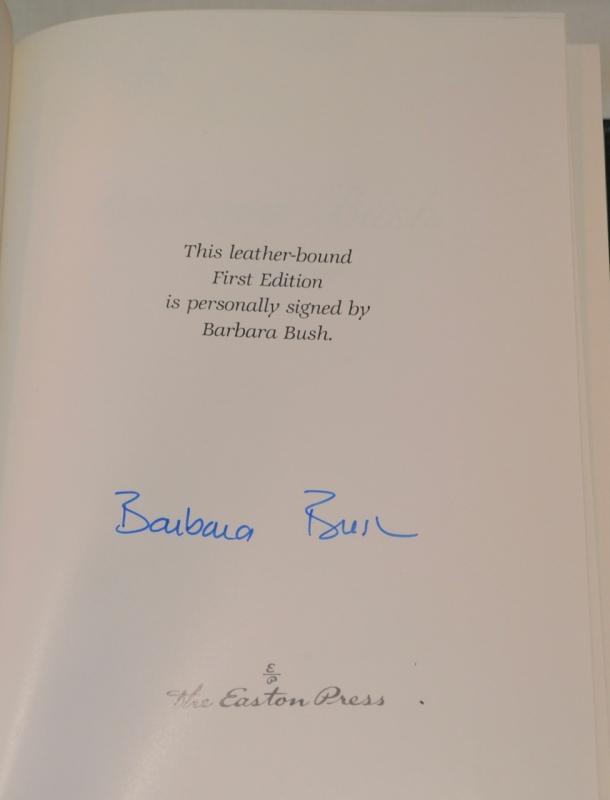 This leather-bound
First Edition
is personally signed by
Barbara Bush.
Barbara Bush
E
P
The Easton Press